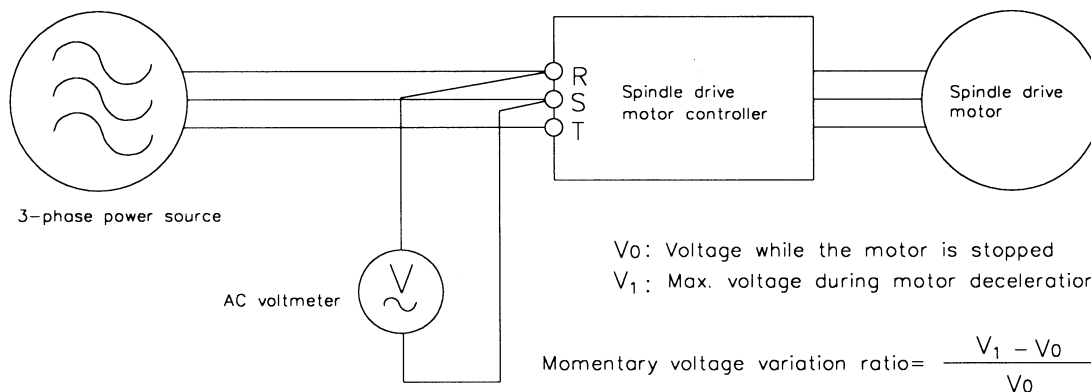 R
S
T
Spindle drive
motor controller
Spindle drive
motor
3-phase power source
V
AC voltmeter
V0: Voltage while the motor is stopped
V1: Max. voltage during motor deceleration
Momentary voltage variation ratio= V1 - V0
V0